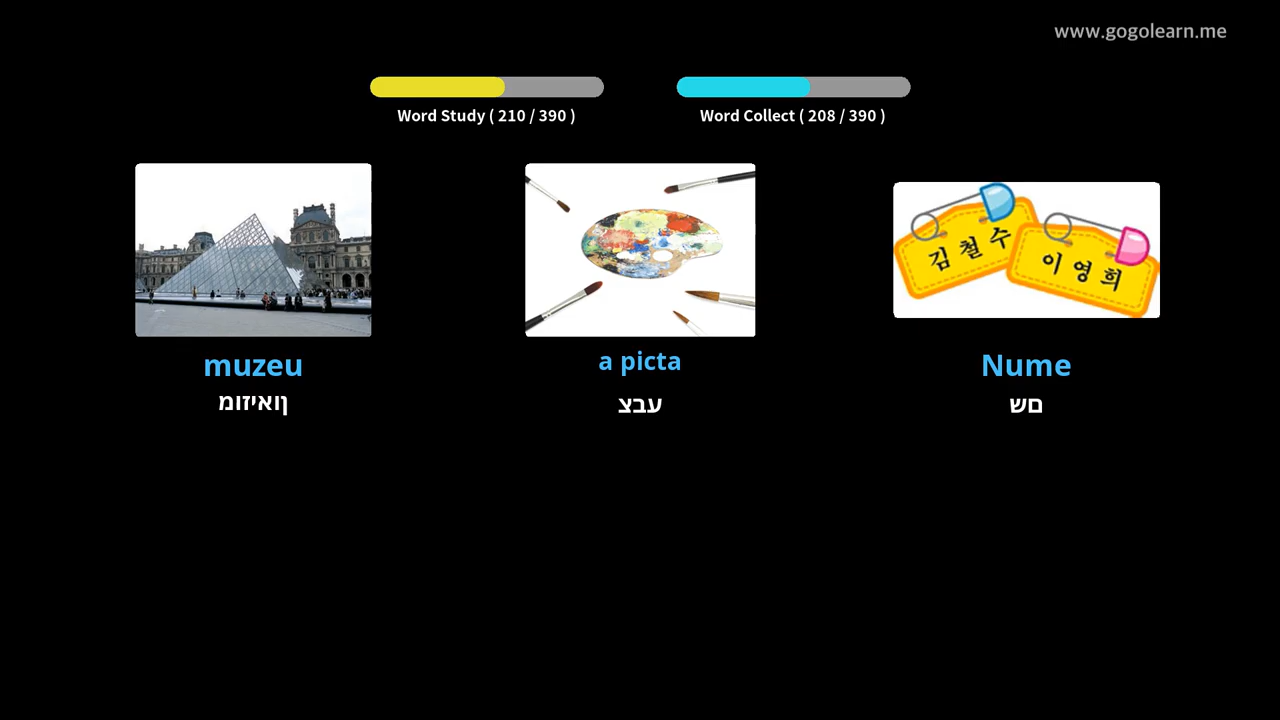 www.gogolearn.me
Word Study ( 210 / 390 )
Word Collect ( 208 / 390 )
김철수
이영희
muzeu
ןואיזומ
a picta
עבצ
Nume
םש